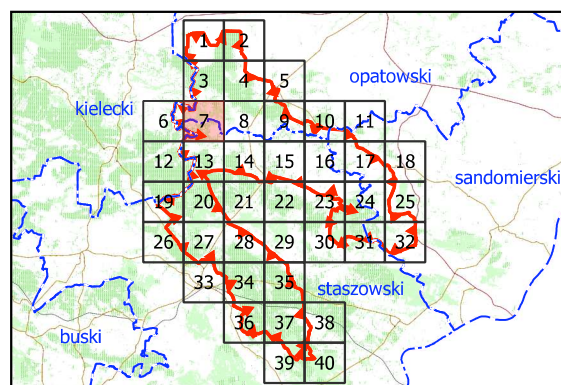 1 2
3 4 5
opatowski
kielecki
6 7 8 9 10 11
12 13 14 15 16 17 18
sandomierski
19 20 21 22 23 24 25
26 27 28 29 30 31 32
33 34 35
staszowski
buski
36 37 38
39 40